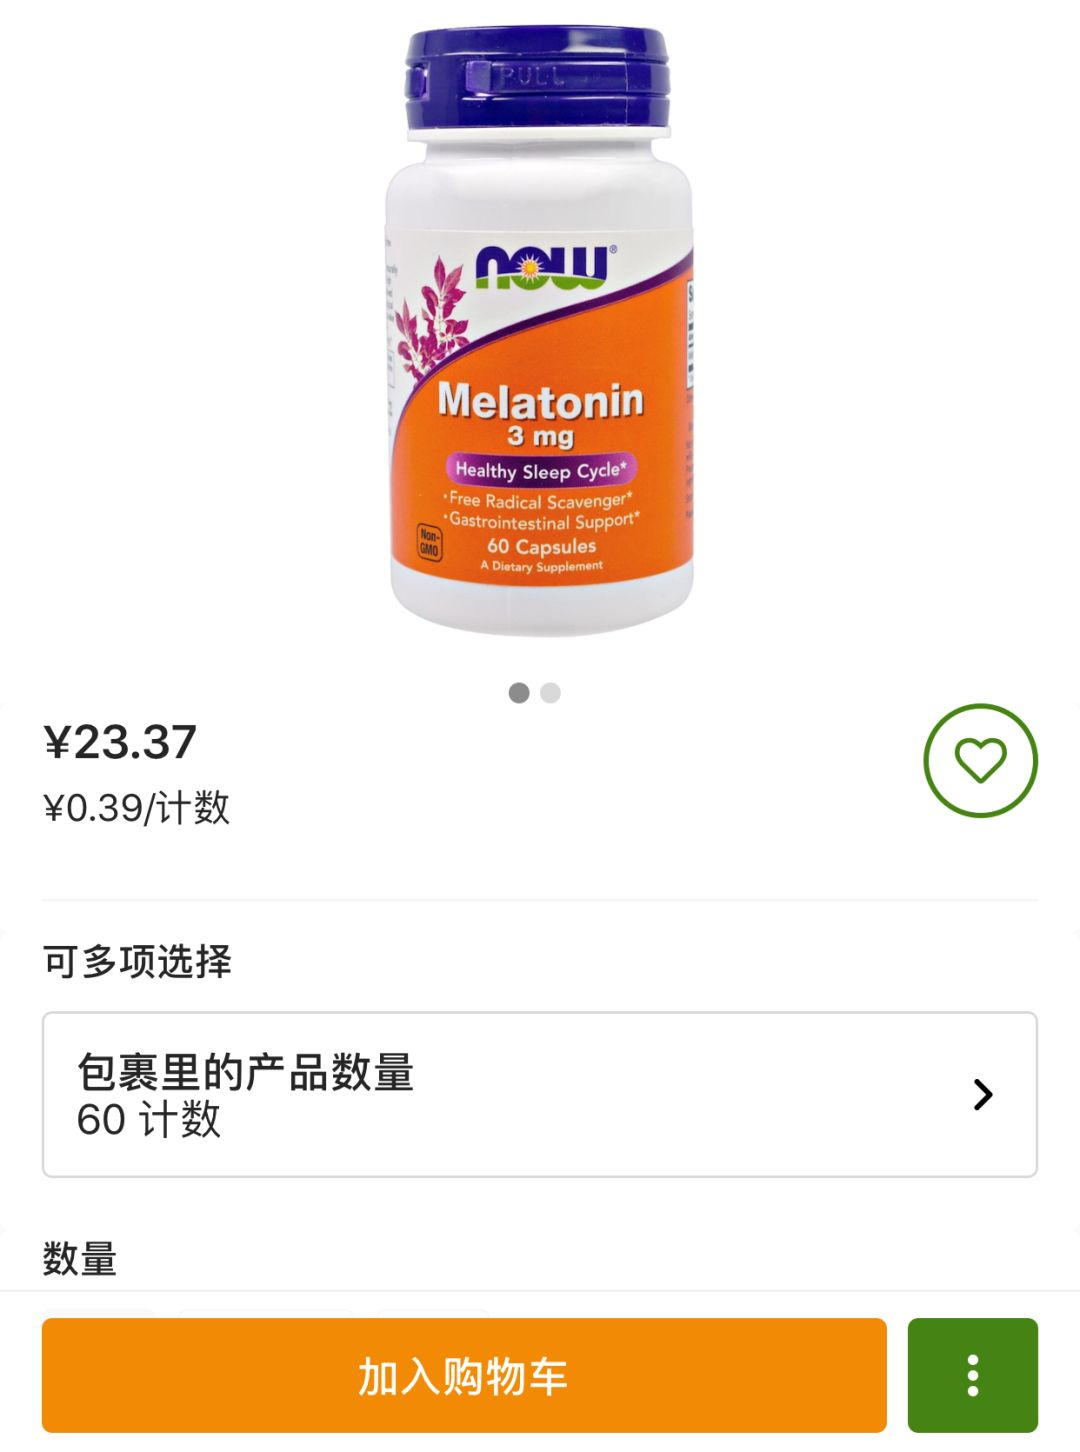 PULL
now®
Melatonin
3 mg
Healthy Sleep Cycle*
·Free Radical Scavenger*
·Gastrointestinal Support*
Non-
GMO
60 Capsules
A Dietary Supplement
¥23.37
¥0.39/计数
可多项选择
包裹里的产品数量
60 计数
数量
加入购物车